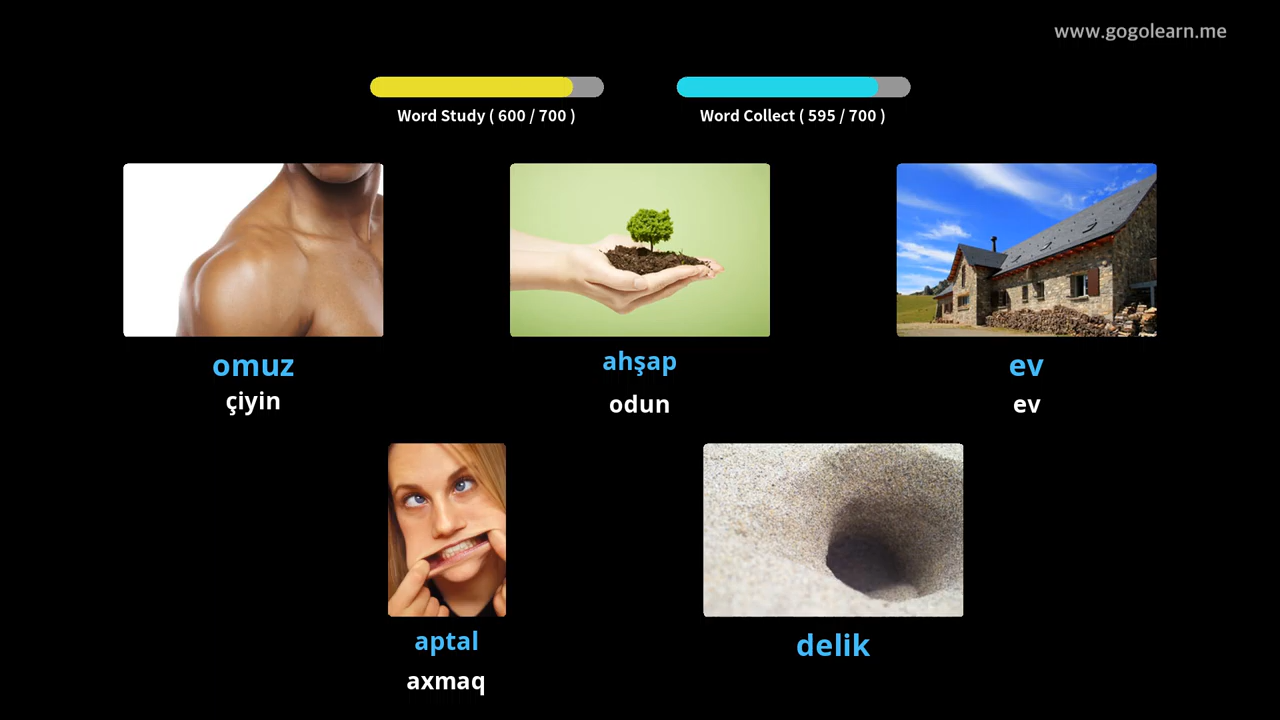 www.gogolearn.me
Word Study ( 600 / 700 )
Word Collect ( 595 / 700 )
omuz
çiyin
ahşap
odun
ev
ev
aptal
axmaq
delik